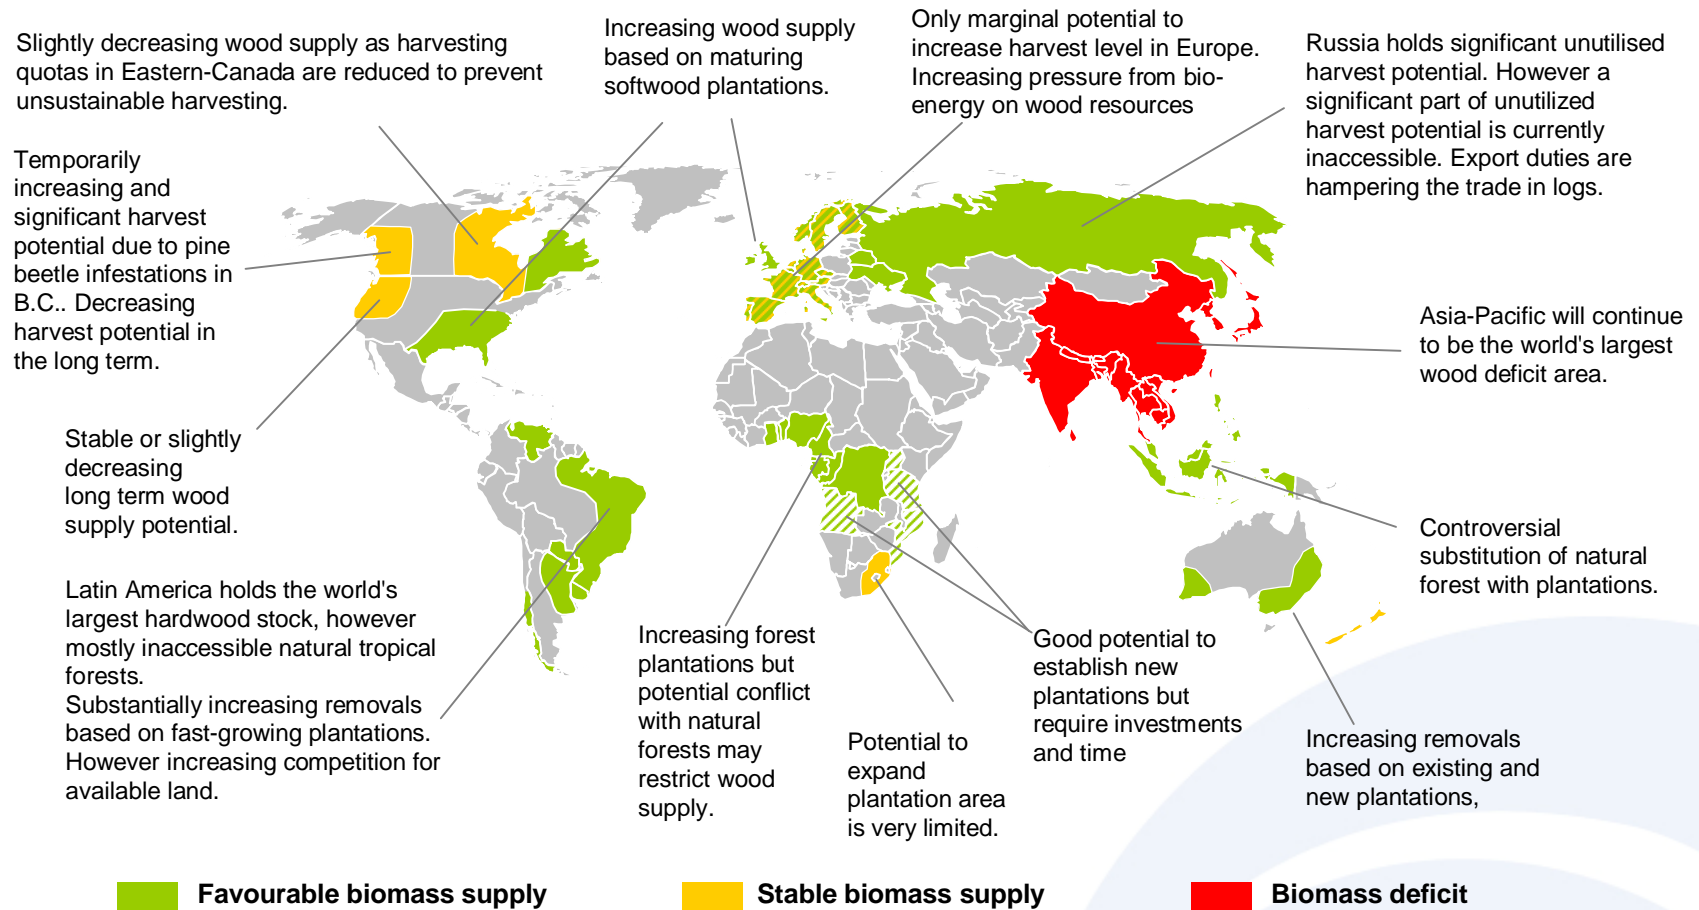 Slightly decreasing wood supply as harvesting
quotas in Eastern-Canada are reduced to prevent
unsustainable harvesting.
Increasing wood supply
based on maturing
softwood plantations.
Only marginal potential to
increase harvest level in Europe.
Increasing pressure from bio-
energy on wood resources
Russia holds significant unutilised
harvest potential. However a
significant part of unutilized
harvest potential is currently
inaccessible. Export duties are
hampering the trade in logs.
Temporarily
increasing and
significant harvest
potential due to pine
beetle infestations in
B.C.. Decreasing
harvest potential in
the long term.
Asia-Pacific will continue
to be the world's largest
wood deficit area.
Stable or slightly
decreasing
long term wood
supply potential.
Controversial
substitution of natural
forest with plantations.
Latin America holds the world's
largest hardwood stock, however
mostly inaccessible natural tropical
forests.
Substantially increasing removals
based on fast-growing plantations.
However increasing competition for
available land.
Increasing forest
plantations but
potential conflict
with natural
forests may
restrict wood
supply.
Potential to
expand
plantation area
is very limited.
Good potential to
establish new
plantations but
require investments
and time
Increasing removals
based on existing and
new plantations,
Favourable biomass supply
Stable biomass supply
Biomass deficit